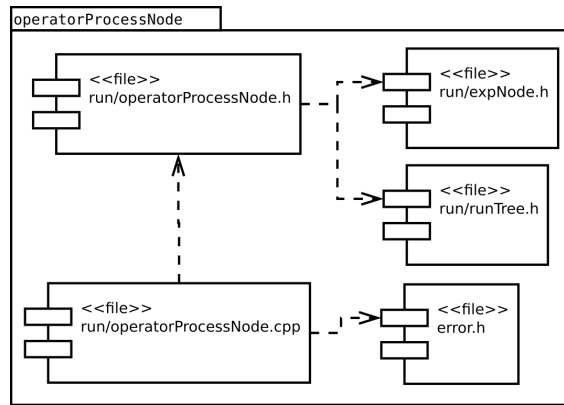 operatorProcessNode
<<file>>
run/operatorProcessNode.h
<<file>>
run/expNode.h
<<file>>
run/runTree.h
<<file>>
run/operatorProcessNode.cpp
<<file>>
error.h